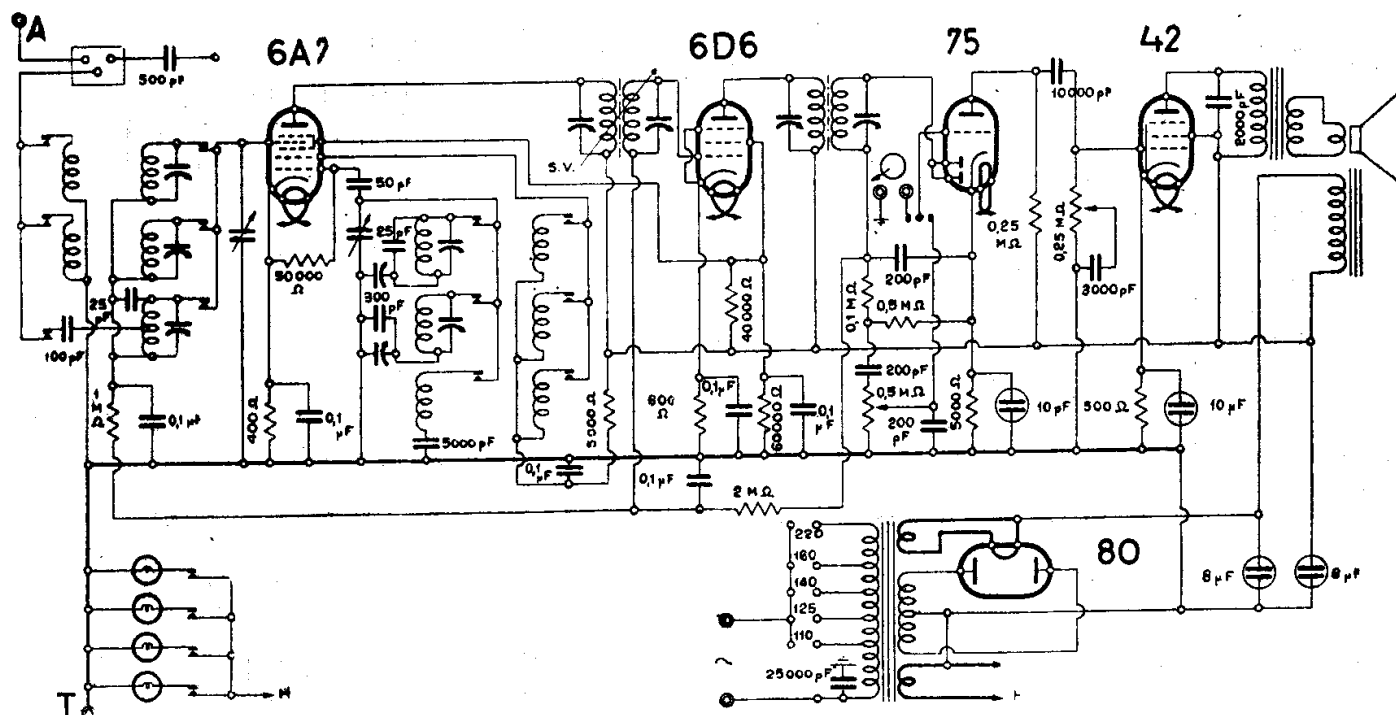 A
500 pF
6A7
6D6
75
42
10000 pF
2000 pF
S.V.
50 pF
25 pF
50000 Ω
300 pF
25 pF
100 pF
0,25 MΩ
0,25 MΩ
3000 pF
200 pF
0,1 MΩ
0,5 MΩ
40000 Ω
200 pF
0,5 MΩ
200 pF
1 MΩ
0,1 µF
400 Ω
0,1 µF
5000 pF
5000 Ω
600 Ω
0,1 µF
60000 Ω
0,1 µF
5000 Ω
10 pF
500 Ω
10 µF
0,1 µF
0,1 µF
2 MΩ
220
160
140
125
110
80
8 µF
8 µF
~
25000 pF
T